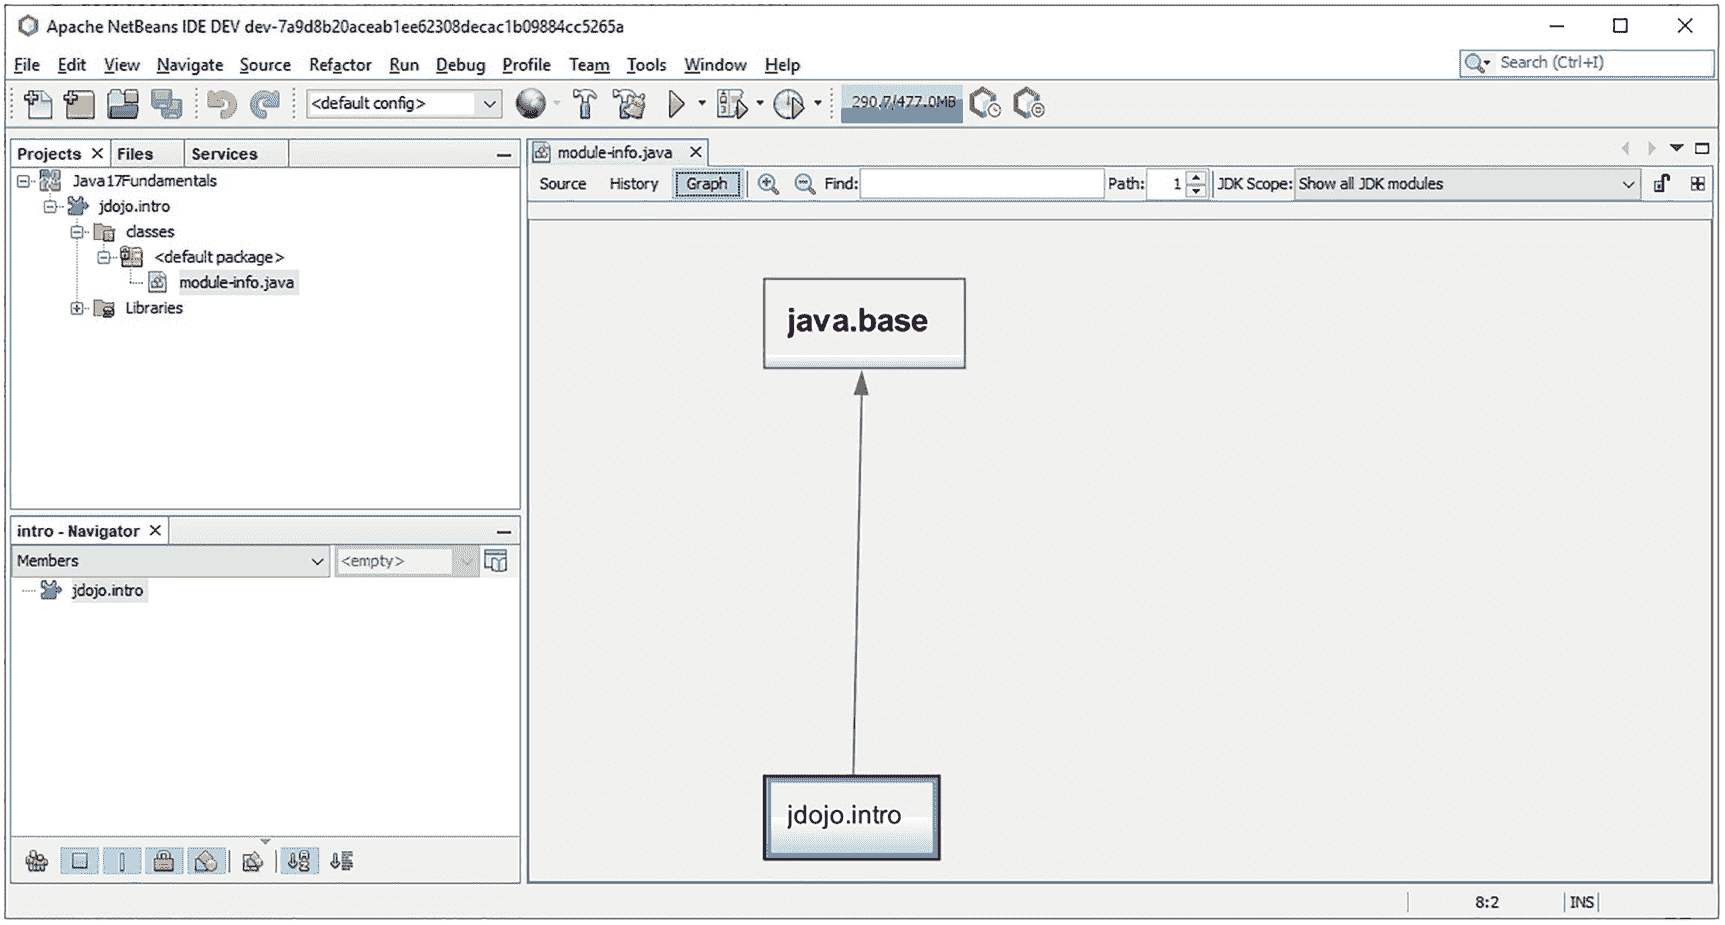 Apache NetBeans IDE DEV dev-7a9d8b20aceab1ee62308decac1b09884cc5265a
File Edit View Navigate Source Refactor Run Debug Profile Team Tools Window Help
Search (Ctrl+I)
<default config>
290.7/477.0MB
Projects Files Services
Java17Fundamentals
jdojo.intro
classes
<default package>
module-info.java
Libraries
intro - Navigator
Members
<empty>
jdojo.intro
module-info.java
Source History Graph Find: Path: 1 JDK Scope: Show all JDK modules
java.base
jdojo.intro
8:2 INS